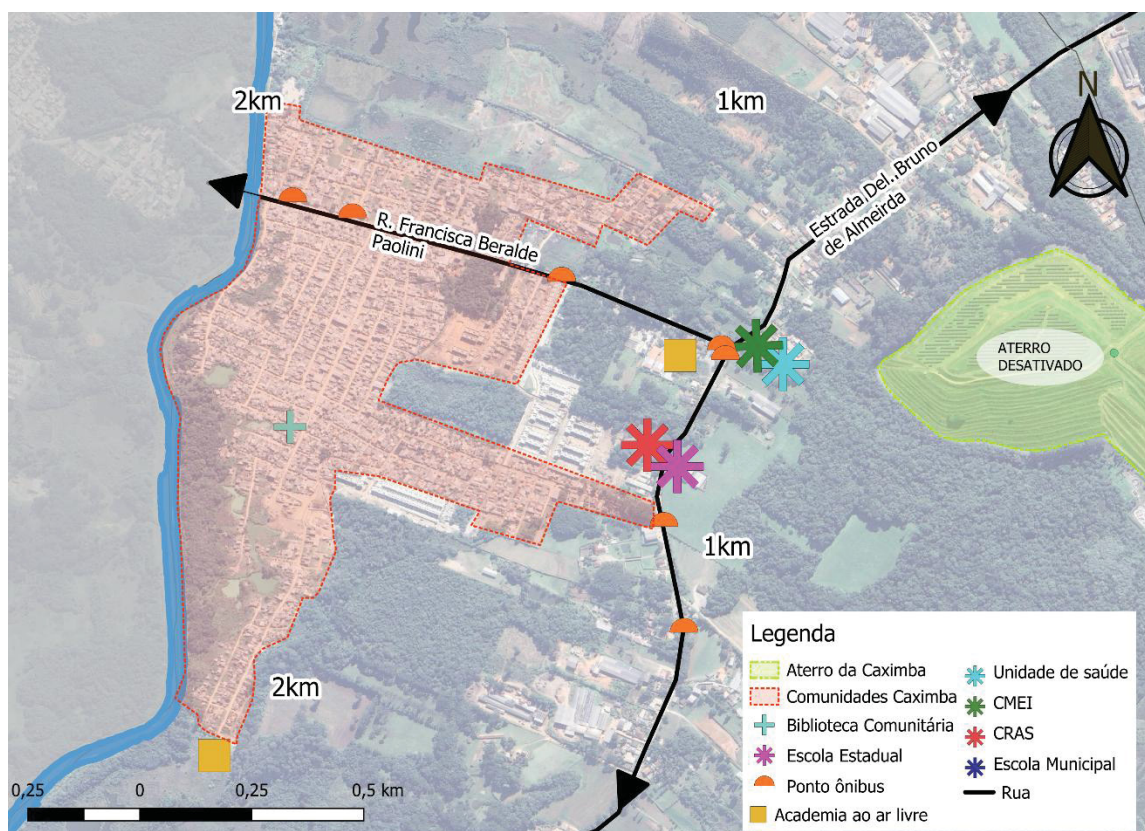 2km
1km
N
Estrada Del..Bruno
de Almeirda
R. Francisca Beralde
Paolini
ATERRO
DESATIVADO
1km
2km
Legenda
Aterro da Caximba
Comunidades Caximba
Biblioteca Comunitária
Escola Estadual
Ponto ônibus
Academia ao ar livre
Unidade de saúde
CMEI
CRAS
Escola Municipal
Rua
0,25 0 0,25 0,5 km